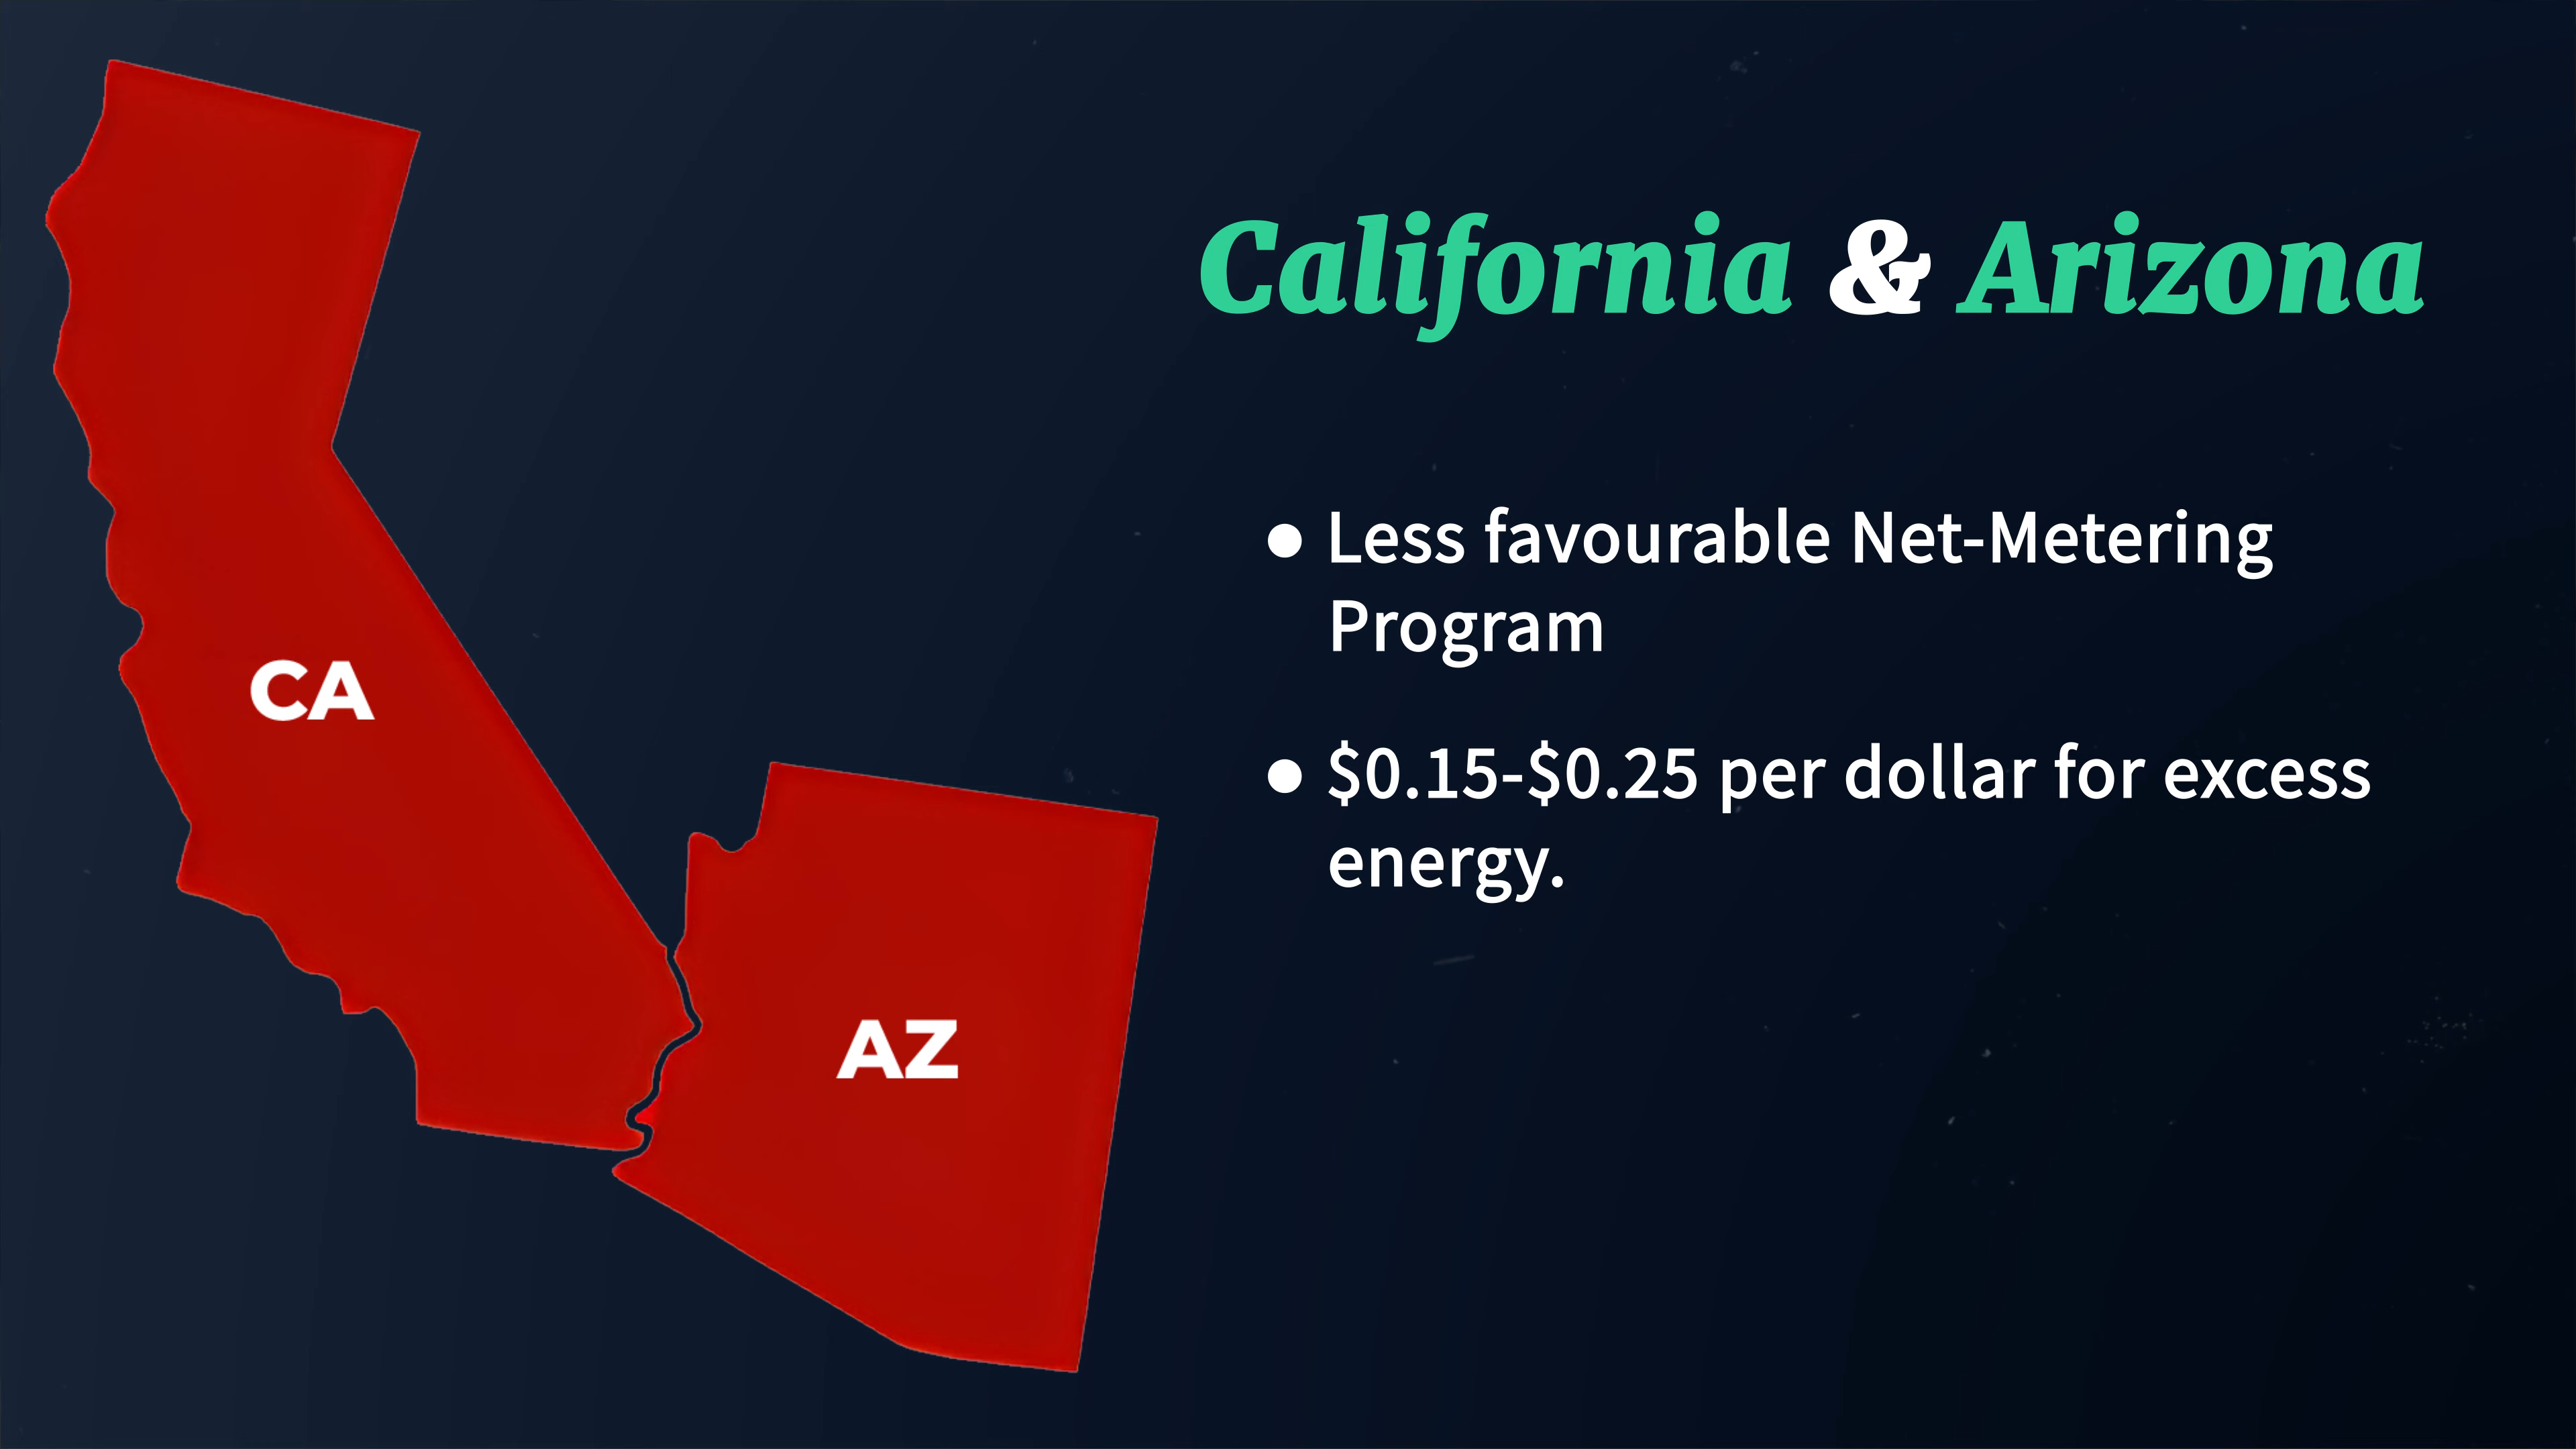 California & Arizona
● Less favourable Net-Metering
Program
● $0.15-$0.25 per dollar for excess
energy.
CA
AZ